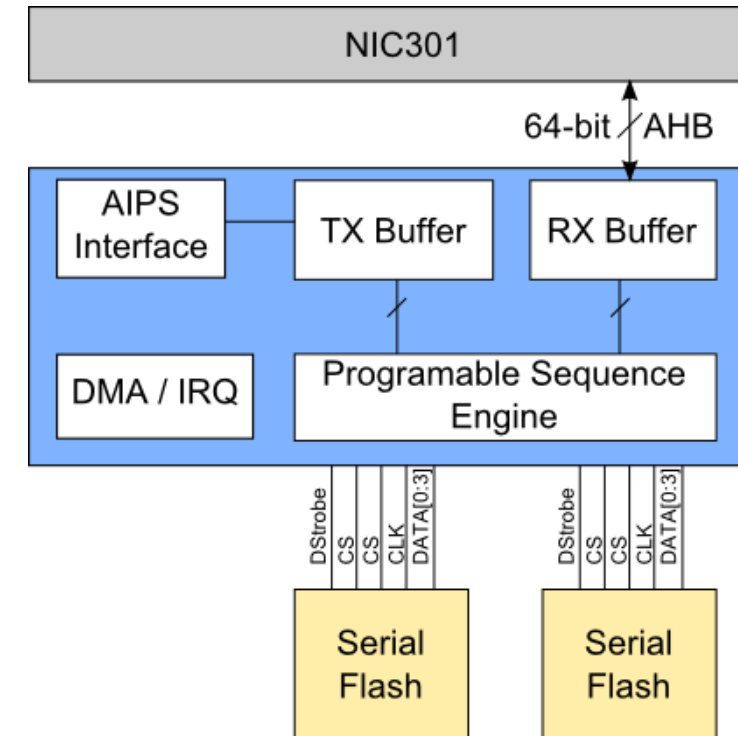 NIC301
64-bit AHB
AIPS
Interface
TX Buffer
RX Buffer
DMA / IRQ
Programable Sequence
Engine
DStrobe
CS
CS
CLK
DATA[0:3]
DStrobe
CS
CS
CLK
DATA[0:3]
Serial
Flash
Serial
Flash